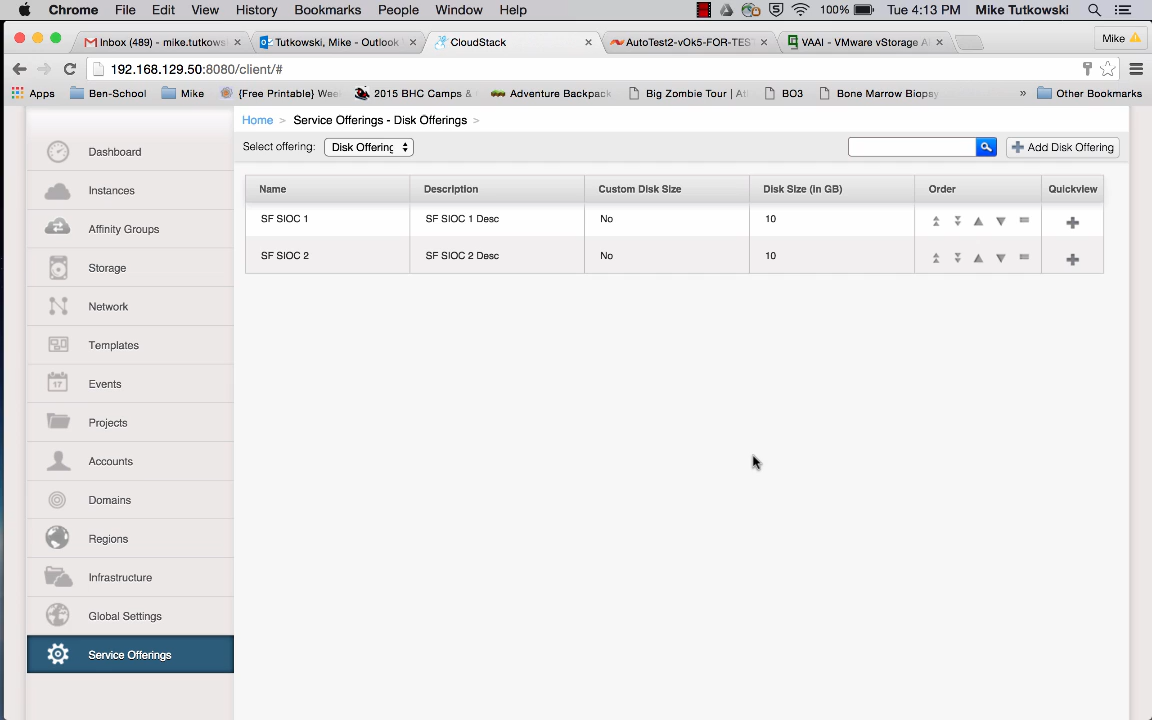 Chrome File Edit View History Bookmarks People Window Help 5 100% Tue 4:13 PM Mike Tutkowski
Inbox (489) - mike.tutkows
Tutkowski, Mike - Outlook
CloudStack
AutoTest2-vOk5-FOR-TES
VAAI - VMware vStorage A
Mike
192.168.129.50:8080/client/#
Apps Ben-School Mike {Free Printable} Wee 2015 BHC Camps & Adventure Backpack Big Zombie Tour | Atl BO3 Bone Marrow Biopsy » Other Bookmarks
Home > Service Offerings - Disk Offerings >
Select offering: Disk Offering
Add Disk Offering
Name Description Custom Disk Size Disk Size (in GB) Order Quickview
SF SIOC 1 SF SIOC 1 Desc No 10
SF SIOC 2 SF SIOC 2 Desc No 10
Dashboard
Instances
Affinity Groups
Storage
Network
Templates
17 Events
Projects
Accounts
Domains
Regions
Infrastructure
Global Settings
Service Offerings